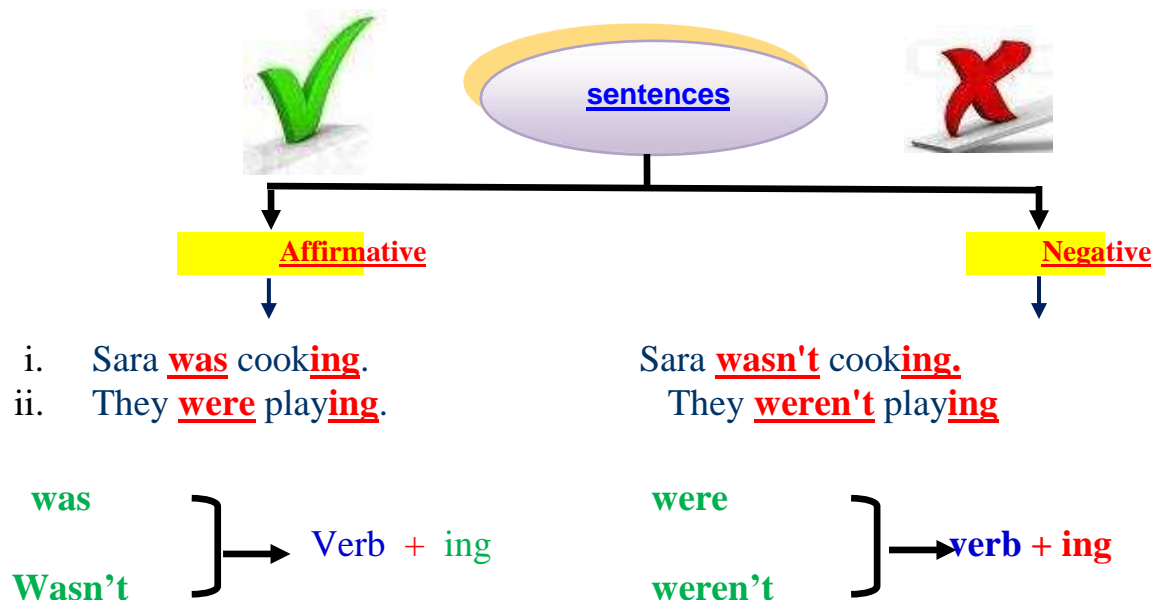 sentences
Affirmative Negative
i. Sara was cooking. Sara wasn't cooking.
ii. They were playing. They weren't playing
was were
Verb + ing verb + ing
Wasn’t weren’t